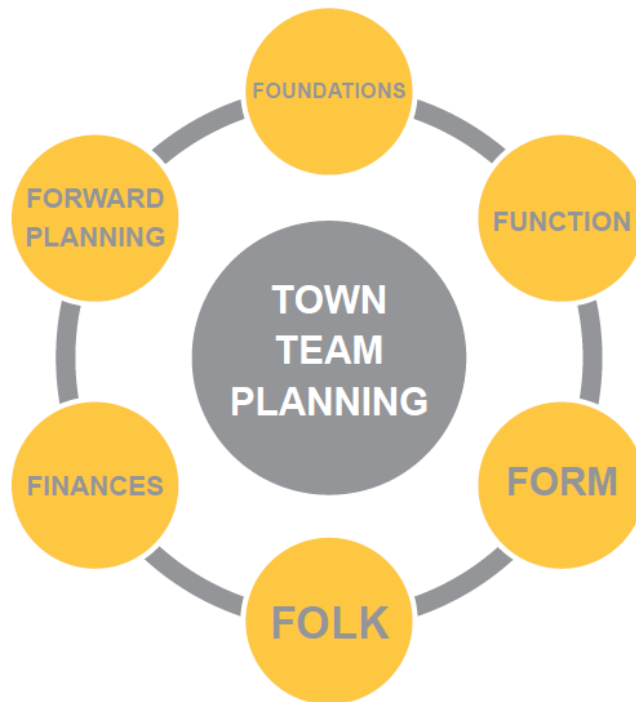 FOUNDATIONS
FUNCTION
FORM
FOLK
FINANCES
FORWARD
PLANNING
TOWN
TEAM
PLANNING